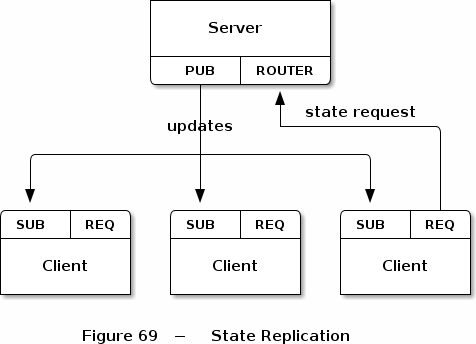 Server
PUB ROUTER
state request
updates
SUB REQ SUB REQ SUB REQ
Client Client Client
Figure 69 – State Replication